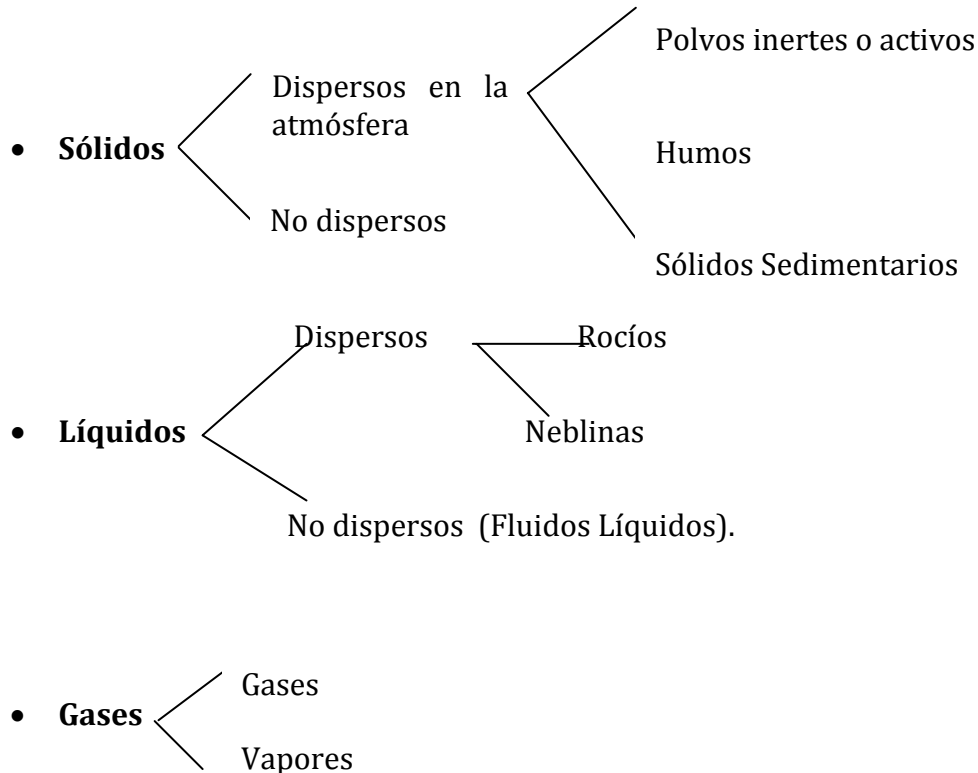 Polvos inertes o activos
Dispersos en la
atmósfera
• Sólidos
Humos
No dispersos
Sólidos Sedimentarios
Dispersos
Rocíos
• Líquidos
Neblinas
No dispersos (Fluidos Líquidos).
Gases
• Gases
Vapores